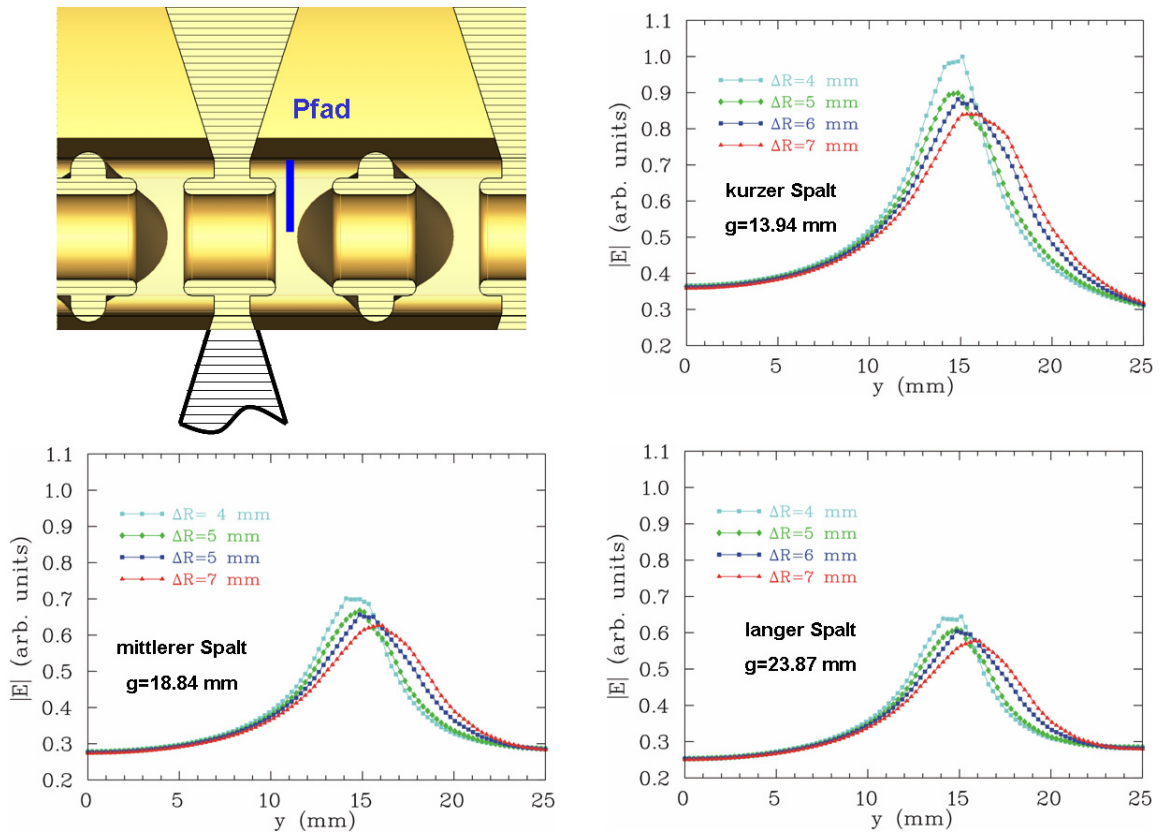 Pfad
1.1
1.0
0.9
0.8
0.7
0.6
0.5
0.4
0.3
0.2
|E| (arb. units)
ΔR=4 mm
ΔR=5 mm
ΔR=6 mm
ΔR=7 mm
kurzer Spalt
g=13.94 mm
0 5 10 15 20 25
y (mm)
1.1
1.0
0.9
0.8
0.7
0.6
0.5
0.4
0.3
0.2
|E| (arb. units)
ΔR= 4 mm
ΔR=5 mm
ΔR=5 mm
ΔR=7 mm
mittlerer Spalt
g=18.84 mm
0 5 10 15 20 25
y (mm)
1.1
1.0
0.9
0.8
0.7
0.6
0.5
0.4
0.3
0.2
|E| (arb. units)
ΔR=4 mm
ΔR=5 mm
ΔR=6 mm
ΔR=7 mm
langer Spalt
g=23.87 mm
0 5 10 15 20 25
y (mm)